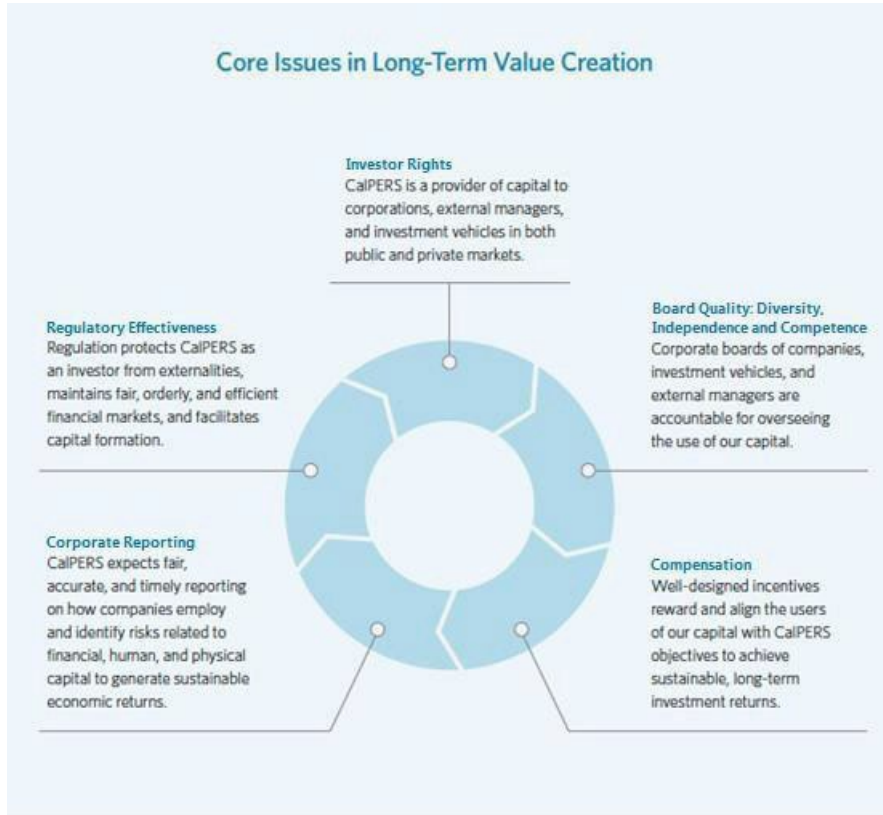 Core Issues in Long-Term Value Creation
Investor Rights
CalPERS is a provider of capital to
corporations, external managers,
and investment vehicles in both
public and private markets.
Board Quality: Diversity,
Independence and Competence
Corporate boards of companies,
investment vehicles, and
external managers are
accountable for overseeing
the use of our capital.
Compensation
Well-designed incentives
reward and align the users
of our capital with CalPERS
objectives to achieve
sustainable, long-term
investment returns.
Corporate Reporting
CalPERS expects fair,
accurate, and timely reporting
on how companies employ
and identify risks related to
financial, human, and physical
capital to generate sustainable
economic returns.
Regulatory Effectiveness
Regulation protects CalPERS as
an investor from externalities,
maintains fair, orderly, and efficient
financial markets, and facilitates
capital formation.